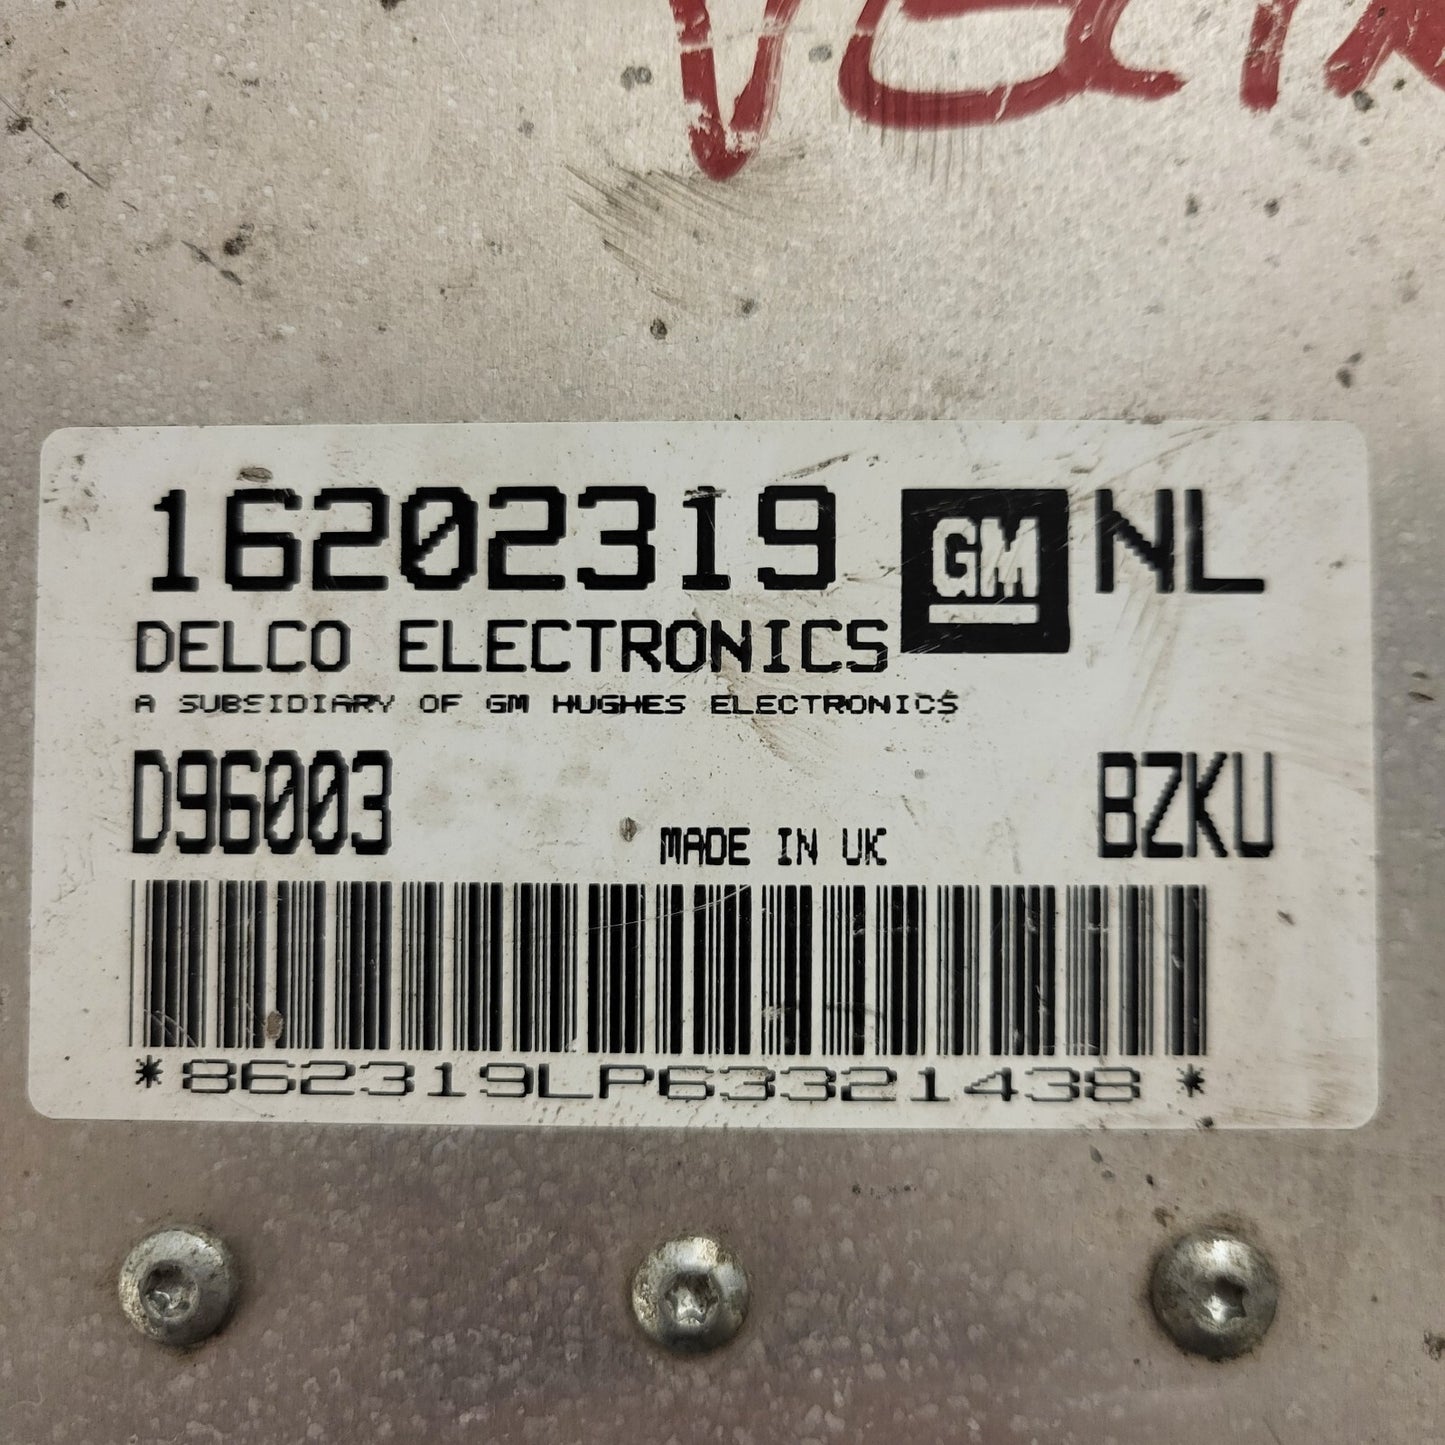 16202319 GM NL
DELCO ELECTRONICS
A SUBSIDIARY OF GM HUGHES ELECTRONICS
D96003 MADE IN UK BZKU
*862319LP63321438*